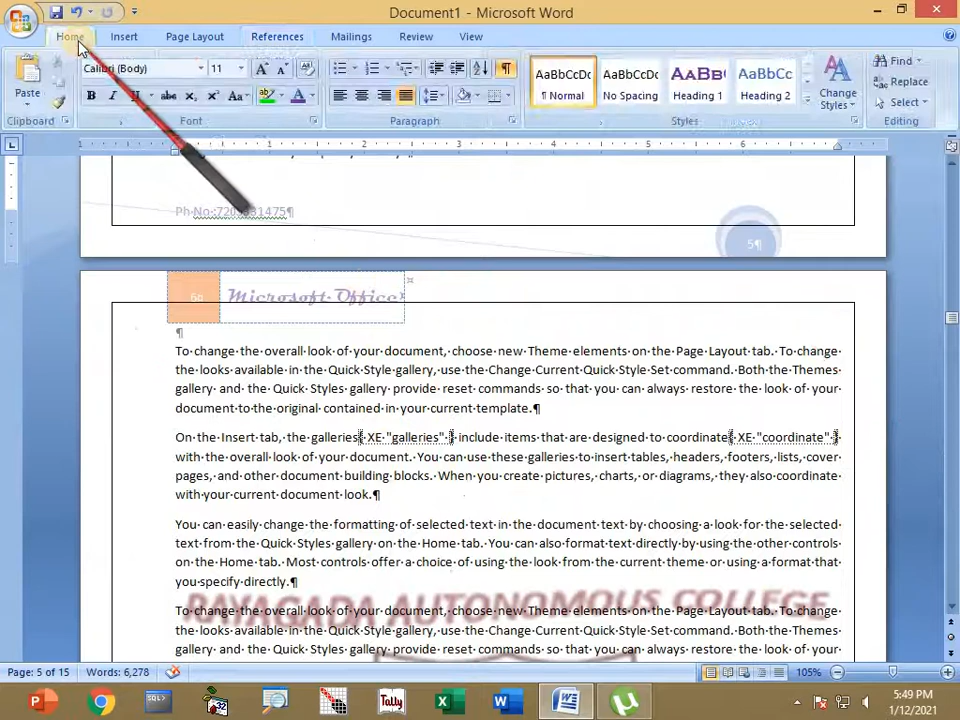 Document1 - Microsoft Word
Home Insert Page Layout References Mailings Review View
Paste
Calibri (Body) 11
B I abc Aa A
AaBbCcDc AaBbCcDc AaBbC AaBbCc
¶ Normal No Spacing Heading 1 Heading 2
Change Styles
Find
Replace
Select
Clipboard Font Paragraph Styles Editing
1 1 2 3 4 5 6
Ph·No.:
5¶
Microsoft·Office
¶
To·change·the·overall·look·of·your·document,·choose·new·Theme·elements·on·the·Page·Layout·tab.·To·change·
the·looks·available·in·the·Quick·Style·gallery,·use·the·Change·Current·Quick·Style·Set·command.·Both·the·Themes·
gallery·and·the·Quick·Styles·gallery·provide·reset·commands·so·that·you·can·always·restore·the·look·of·your·
document·to·the·original·contained·in·your·current·template.¶
On·the·Insert·tab,·the·galleries{·XE·"galleries"·}·include·items·that·are·designed·to·coordinate{·XE·"coordinate"·}·
with·the·overall·look·of·your·document.·You·can·use·these·galleries·to·insert·tables,·headers,·footers,·lists,·cover·
pages,·and·other·document·building·blocks.·When·you·create·pictures,·charts,·or·diagrams,·they·also·coordinate·
with·your·current·document·look.¶
You·can·easily·change·the·formatting·of·selected·text·in·the·document·text·by·choosing·a·look·for·the·selected·
text·from·the·Quick·Styles·gallery·on·the·Home·tab.·You·can·also·format·text·directly·by·using·the·other·controls·
on·the·Home·tab.·Most·controls·offer·a·choice·of·using·the·look·from·the·current·theme·or·using·a·format·that·
you·specify·directly.¶
RAYAGADA AUTONOMOUS COLLEGE
To·change·the·overall·look·of·your·document,·choose·new·Theme·elements·on·the·Page·Layout·tab.·To·change·
the·looks·available·in·the·Quick·Style·gallery,·use·the·Change·Current·Quick·Style·Set·command.·Both·the·Themes·
gallery·and·the·Quick·Styles·gallery·provide·reset·commands·so·that·you·can·always·restore·the·look·of·your·
Page: 5 of 15 Words: 6,278 105%
SQL> Tally
5:49 PM
1/12/2021